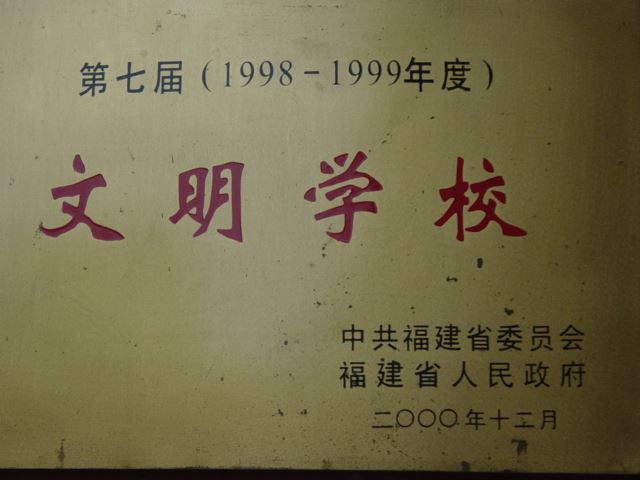 第七届(1998-1999年度)
文明学校
中共福建省委员会
福建省人民政府
二〇〇〇年十二月